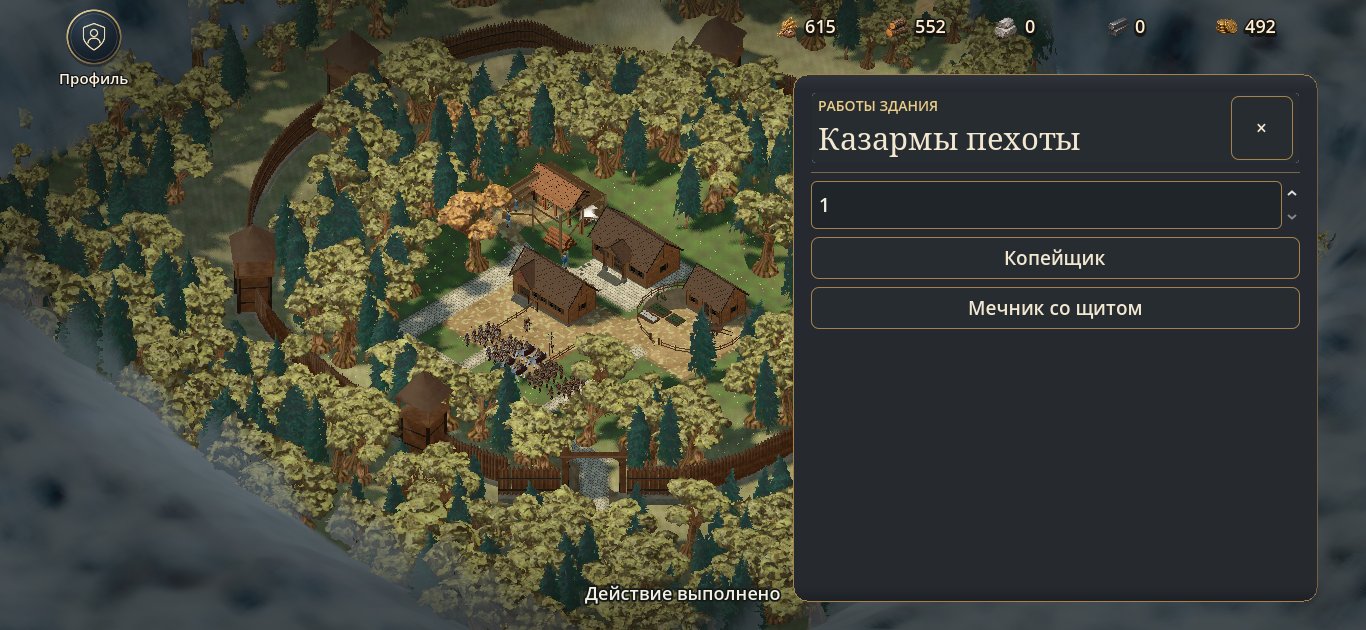 615 552 0 0 492
Профиль
РАБОТЫ ЗДАНИЯ
Казармы пехоты
×
1
Копейщик
Мечник со щитом
Действие выполнено